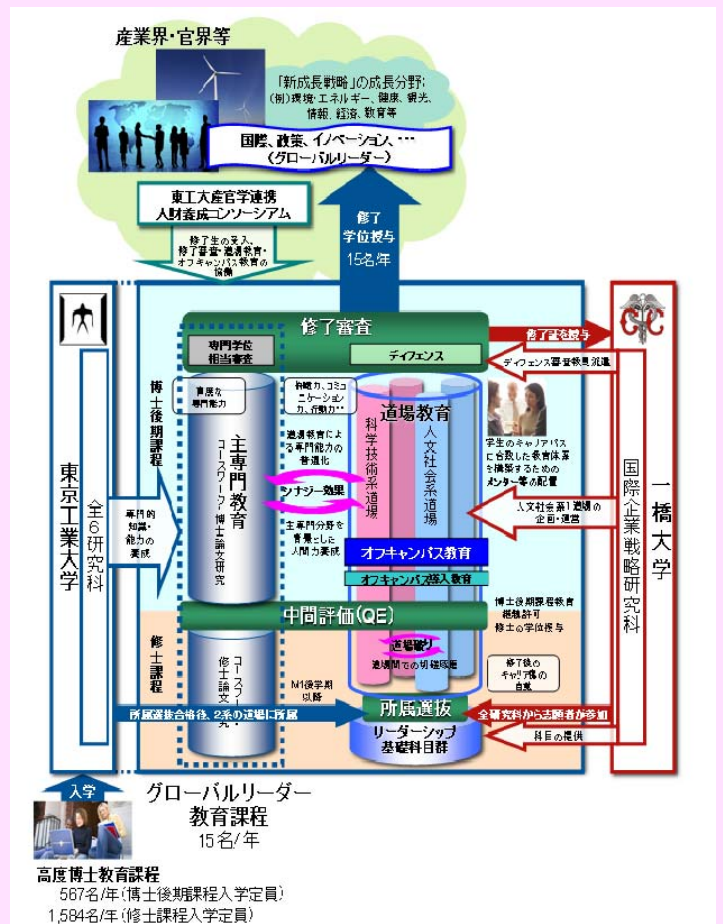 産業界・官界等
「新成長戦略」の成長分野:
(例)環境・エネルギー、健康、観光、
情報、経済、教育等
国際、政策、イノベーション、・・・
(グローバルリーダー)
東工大産官学連携
人財養成コンソーシアム
修了生の受入、
修了審査・道場教育・
オフキャンパス教育の
協働
修了
学位授与
15名/年
修了審査
専門学位
相当審査
ディフェンス
修了証を授与
ディフェンス審査教員派遣
博士後期課程
高度な
専門能力
俯瞰力、コミュ
ニケーション
力、行動力・・
道場教育
主専門教育
コースワーク・博士論文研究
道場教育によ
る専門能力の
普遍化
シナジー効果
主専門分野を
背景とした
人間力養成
科学技術系道場
人文社会系道場
学生のキャリアパス
に合致した教育体系
を構築するための
メンター等の配置
人文社会系1道場の
企画・運営
オフキャンパス教育
オフキャンパス導入教育
東京工業大学
全6研究科
専門的
知識・
能力の
養成
一橋大学
国際企業戦略研究科
中間評価(QE)
博士後期課程教育
継続許可
修士の学位授与
修士課程
コースワーク・
修士論文研究
道場破り
道場間での切磋琢磨
修了後の
キャリア像の
自覚
M1後学期
以降
所属選抜合格後、2系の道場に所属
所属選抜
全研究科から志願者が参加
リーダーシップ
基礎科目群
科目の提供
入学
グローバルリーダー
教育課程
15名/年
高度博士教育課程
567名/年(博士後期課程入学定員)
1,584名/年(修士課程入学定員)